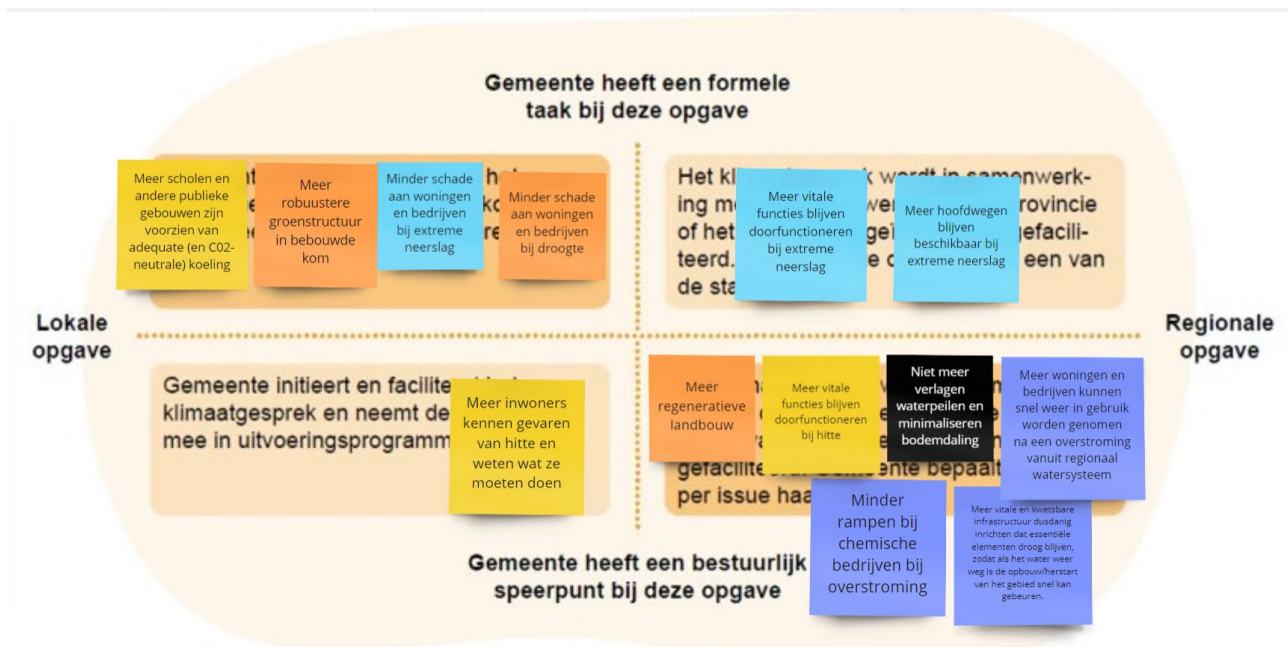 Gemeente heeft een formele
taak bij deze opgave
Meer scholen en
andere publieke
gebouwen zijn
voorzien van
adequate (en C02-
neutrale) koeling
Meer
robuustere
groenstructuur
in bebouwde
kom
Minder schade
aan woningen
en bedrijven
bij extreme
neerslag
Minder schade
aan woningen
en bedrijven
bij droogte
Het kl k wordt in samenwerk-
ing m rovincie
of het gefacili-
teerd. een van
de sta
Meer vitale
functies blijven
doorfunctioneren
bij extreme
neerslag
Meer hoofdwegen
blijven
beschikbaar bij
extreme neerslag
Lokale
opgave
Regionale
opgave
Gemeente initieert en faciliteert
klimaatgesprek en neemt de
mee in uitvoeringsprogramm
Meer inwoners
kennen gevaren
van hitte en
weten wat ze
moeten doen
Meer
regeneratieve
landbouw
Meer vitale
functies blijven
doorfunctioneren
bij hitte
Niet meer
verlagen
waterpeilen en
minimaliseren
bodemdaling
Meer woningen en
bedrijven kunnen
snel weer in gebruik
worden genomen
na een overstroming
vanuit regionaal
watersysteem
gefaciliteerd. Gemeente bepaalt
per issue haa
Minder
rampen bij
chemische
bedrijven bij
overstroming
Meer vitale en kwetsbare
infrastructuur dusdanig
inrichten dat essentiële
elementen droog blijven,
zodat als het water weer
weg is de opbouw/herstart
van het gebied snel kan
gebeuren.
Gemeente heeft een bestuurlijk
speerpunt bij deze opgave